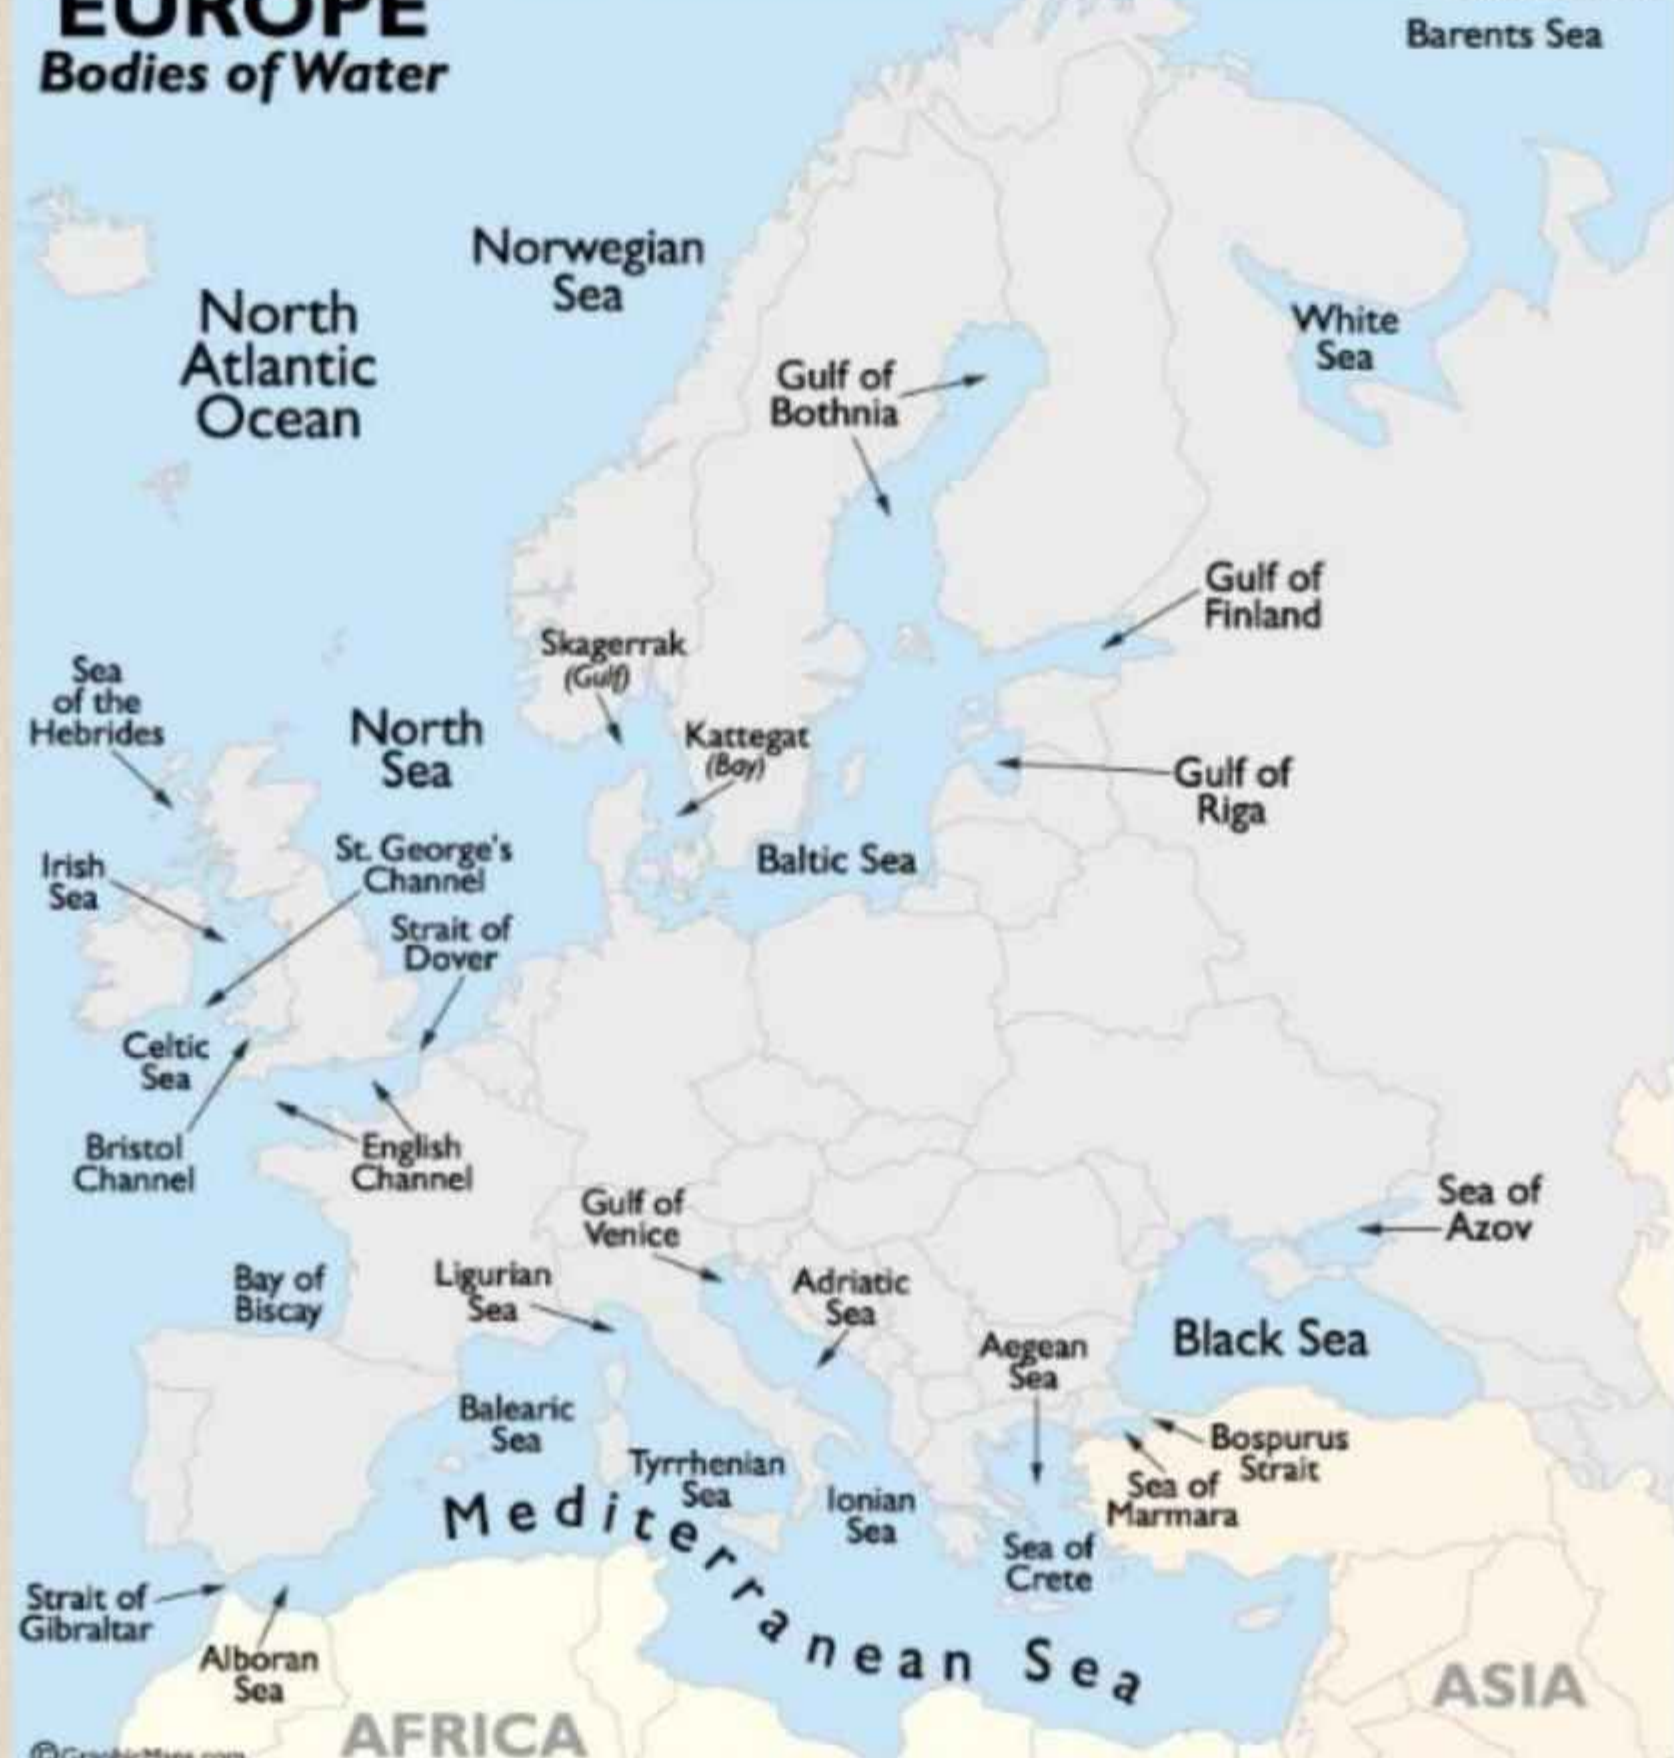 EUROPE
Bodies of Water
Barents Sea
Norwegian
Sea
North
Atlantic
Ocean
White
Sea
Gulf of
Bothnia
Gulf of
Finland
Skagerrak
(Gulf)
Sea
of the
Hebrides
North
Sea
Kattegat
(Bay)
Gulf of
Riga
St. George's
Channel
Irish
Sea
Baltic Sea
Strait of
Dover
Celtic
Sea
Bristol
Channel
English
Channel
Gulf of
Venice
Sea of
Azov
Bay of
Biscay
Ligurian
Sea
Adriatic
Sea
Black Sea
Aegean
Sea
Balearic
Sea
Tyrrhenian
Sea
Ionian
Sea
Bospurus
Strait
Sea of
Marmara
Sea of
Crete
Mediterranean Sea
Strait of
Gibraltar
Alboran
Sea
AFRICA
ASIA
©GraphicMaps.com